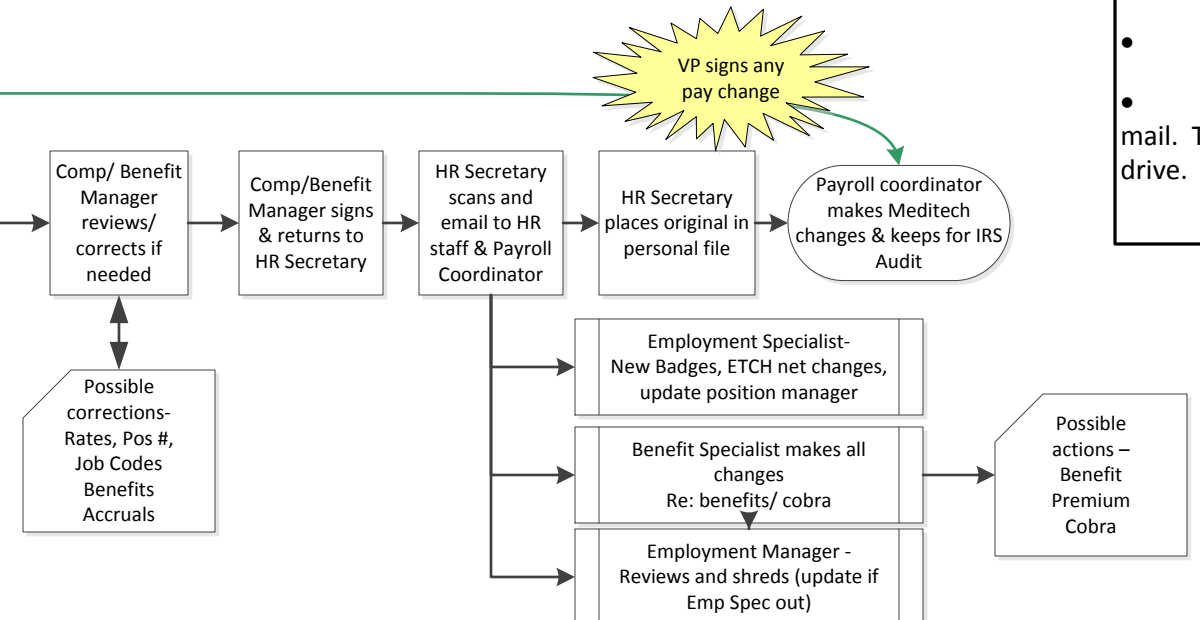 VP signs any
pay change
•
•
mail.
drive.
Comp/ Benefit
Manager
reviews/
corrects if
needed
Comp/Benefit
Manager signs
& returns to
HR Secretary
HR Secretary
scans and
email to HR
staff & Payroll
Coordinator
HR Secretary
places original in
personal file
Payroll coordinator
makes Meditech
changes & keeps for IRS
Audit
Possible
corrections-
Rates, Pos #,
Job Codes
Benefits
Accruals
Employment Specialist-
New Badges, ETCH net changes,
update position manager
Benefit Specialist makes all
changes
Re: benefits/ cobra
Employment Manager -
Reviews and shreds (update if
Emp Spec out)
Possible
actions –
Benefit
Premium
Cobra